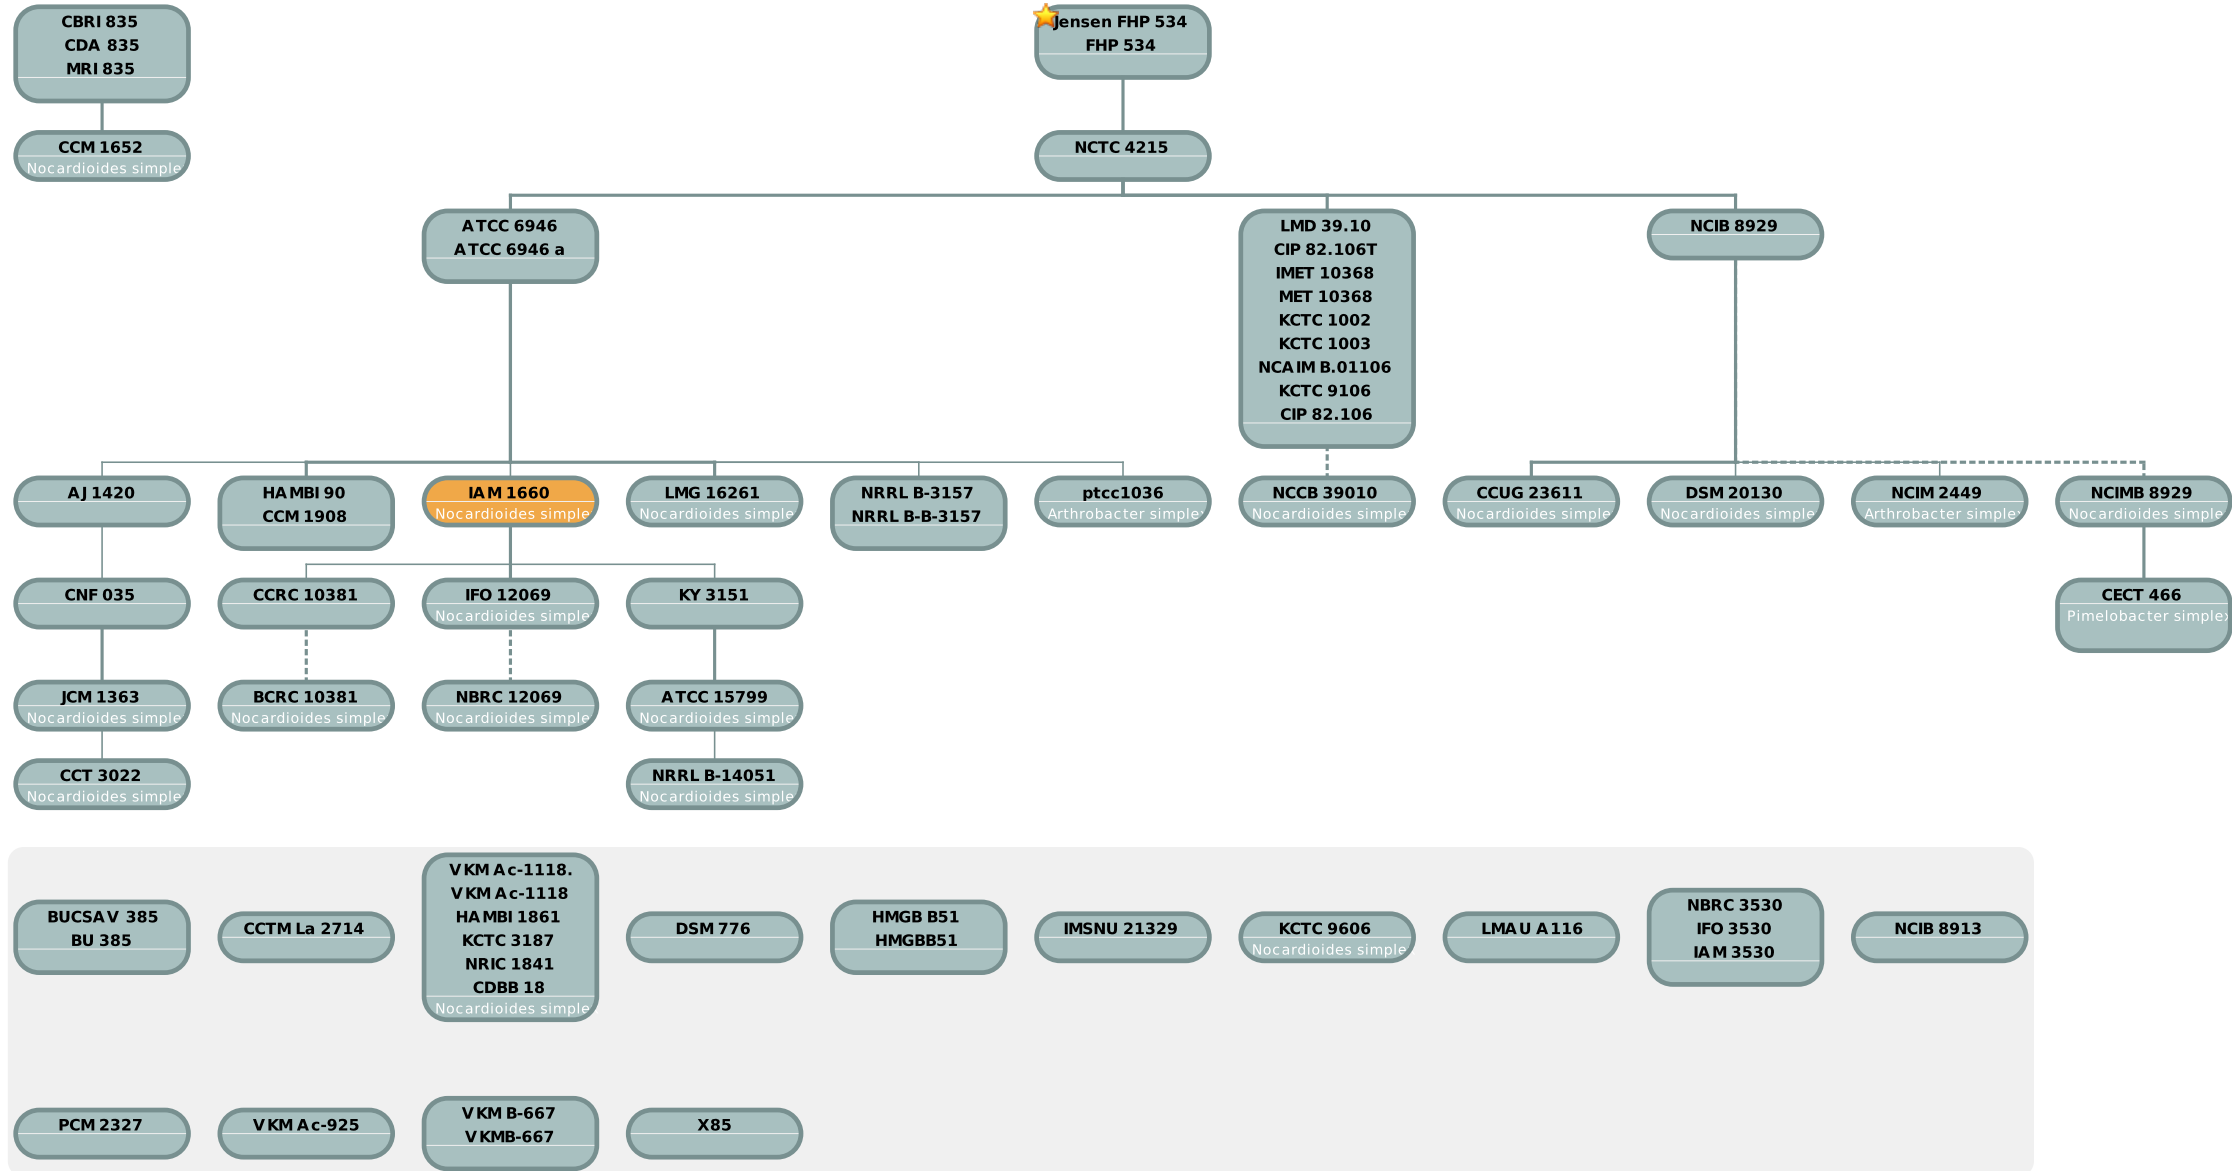 CBRI 835
CDA 835
MRI 835
Jensen FHP 534
FHP 534
CCM 1652
Nocardioides simple
NCTC 4215
ATCC 6946
ATCC 6946 a
LMD 39.10
CIP 82.106T
IMET 10368
MET 10368
KCTC 1002
KCTC 1003
NCAIM B.01106
KCTC 9106
CIP 82.106
NCIB 8929
AJ 1420
HAMBI 90
CCM 1908
IAM 1660
Nocardioides simple
LMG 16261
Nocardioides simple
NRRL B-3157
NRRL B-B-3157
ptcc1036
Arthrobacter simplex
NCCB 39010
Nocardioides simple
CCUG 23611
Nocardioides simple
DSM 20130
Nocardioides simple
NCIM 2449
Arthrobacter simplex
NCIMB 8929
Nocardioides simple
CNF 035
CCRC 10381
IFO 12069
Nocardioides simple
KY 3151
CECT 466
Pimelobacter simplex
JCM 1363
Nocardioides simple
BCRC 10381
Nocardioides simple
NBRC 12069
Nocardioides simple
ATCC 15799
Nocardioides simple
CCT 3022
Nocardioides simple
NRRL B-14051
Nocardioides simple
BUCSAV 385
BU 385
CCTM La 2714
VKM Ac-1118.
VKM Ac-1118
HAMBI 1861
KCTC 3187
NRIC 1841
CDBB 18
Nocardioides simple
DSM 776
HMGB B51
HMGBB51
IMSNU 21329
KCTC 9606
Nocardioides simple
LMAU A116
NBRC 3530
IFO 3530
IAM 3530
NCIB 8913
PCM 2327
VKM Ac-925
VKM B-667
VKMB-667
X85